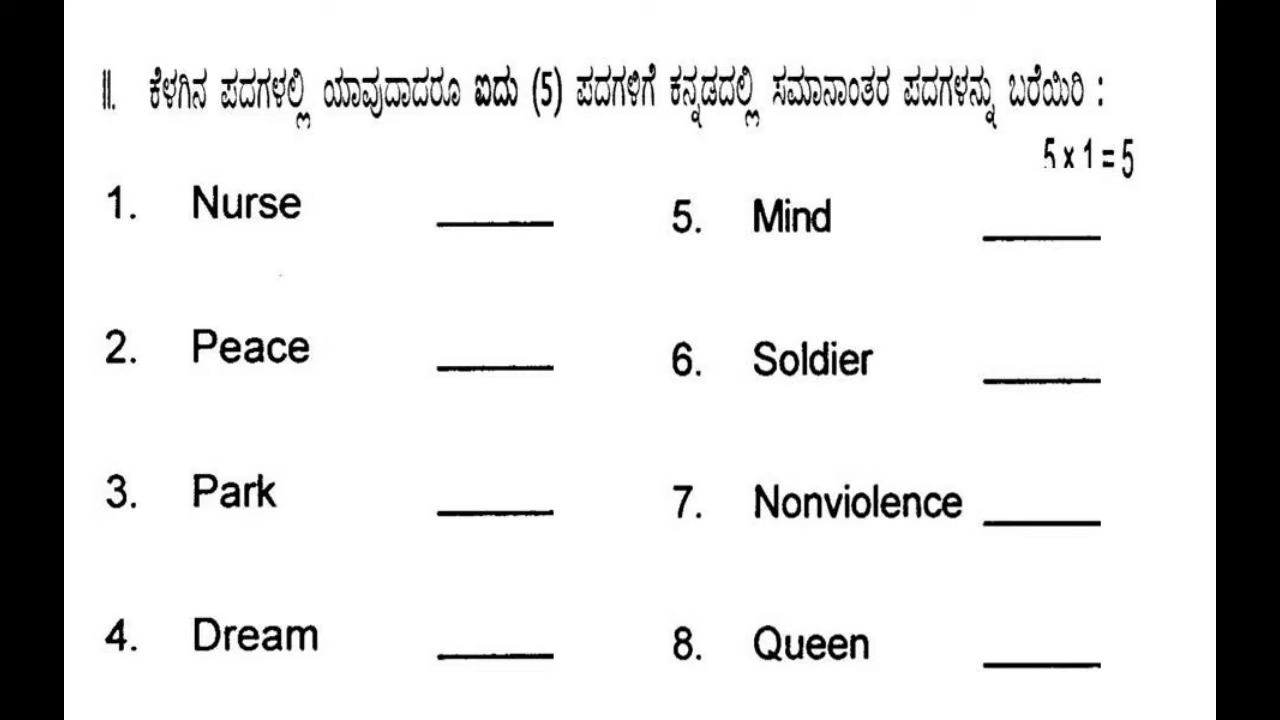 II. ಕೆಳಗಿನ ಪದಗಳಲ್ಲಿ ಯಾವುದಾದರೂ ಐದು (5) ಪದಗಳಿಗೆ ಕನ್ನಡದಲ್ಲಿ ಸಮಾನಾಂತರ ಪದಗಳನ್ನು ಬರೆಯಿರಿ :
5 x 1 = 5
1. Nurse ______
2. Peace ______
3. Park ______
4. Dream ______
5. Mind ______
6. Soldier ______
7. Nonviolence ______
8. Queen ______